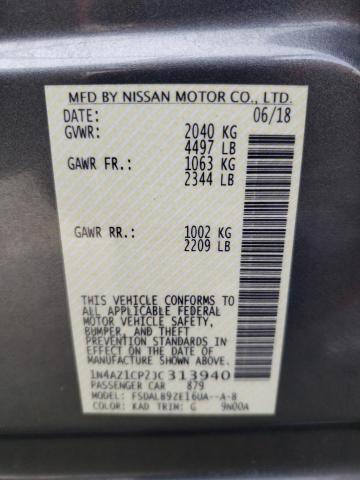 MFD BY NISSAN MOTOR CO., LTD.
DATE: 06/18
GVWR: 2040 KG
4497 LB
GAWR FR.: 1063 KG
2344 LB
GAWR RR.: 1002 KG
2209 LB
THIS VEHICLE CONFORMS TO
ALL APPLICABLE FEDERAL
MOTOR VEHICLE SAFETY,
BUMPER, AND THEFT
PREVENTION STANDARDS IN
EFFECT ON THE DATE OF
MANUFACTURE SHOWN ABOVE.
1N4AZ1CP2JC313940
PASSENGER CAR 879
FSDALB9ZE16UA--A-8
COLOR: KAD TRIM: G 9N00A